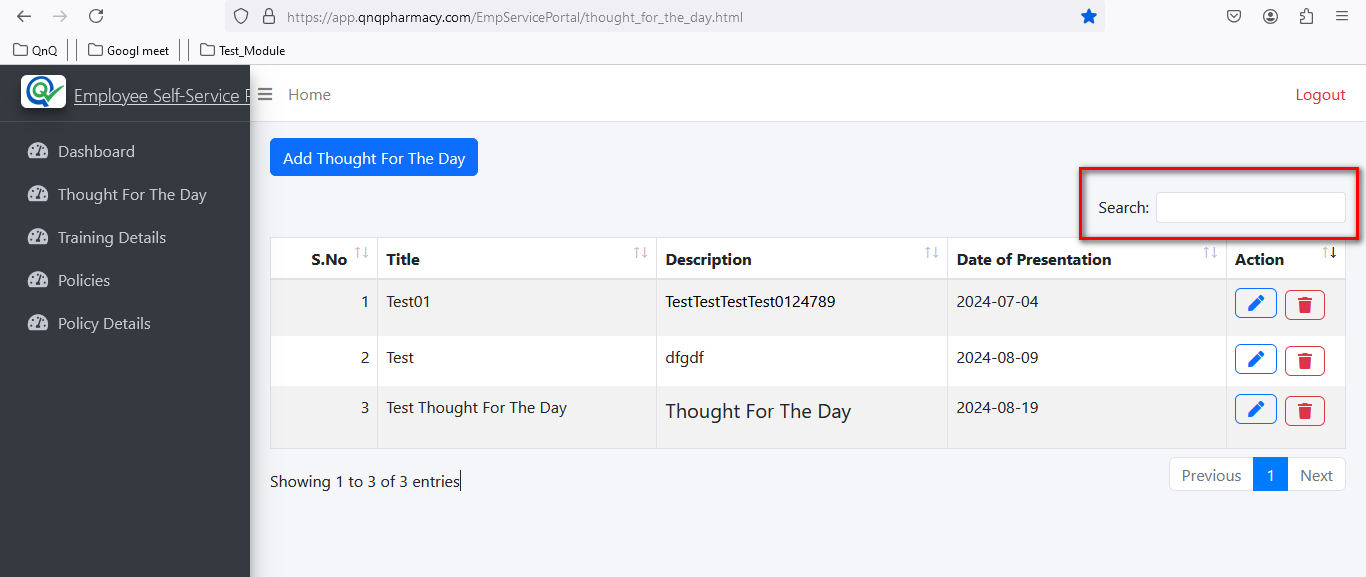 https://app.qnqpharmacy.com/EmpServicePortal/thought_for_the_day.html
QnQ
Googl meet
Test_Module
Employee Self-Service P
Home
Logout
Dashboard
Thought For The Day
Training Details
Policies
Policy Details
Add Thought For The Day
Search:
S.No Title Description Date of Presentation Action
1 Test01 TestTestTestTest0124789 2024-07-04
2 Test dfgdf 2024-08-09
3 Test Thought For The Day Thought For The Day 2024-08-19
Showing 1 to 3 of 3 entries
Previous 1 Next